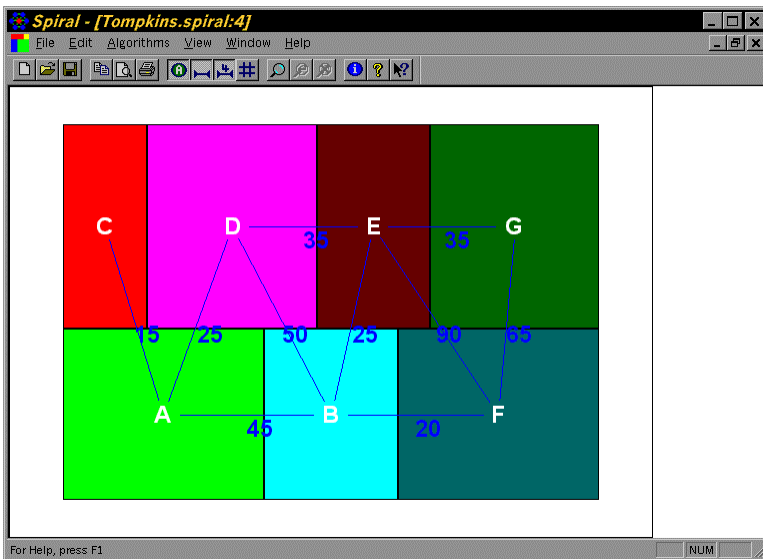 Spiral - [Tompkins.spiral:4]
File Edit Algorithms View Window Help
A 4 i ? ?
C D E G
35 35
15 25 50 25 90 65
A B F
45 20
For Help, press F1 NUM